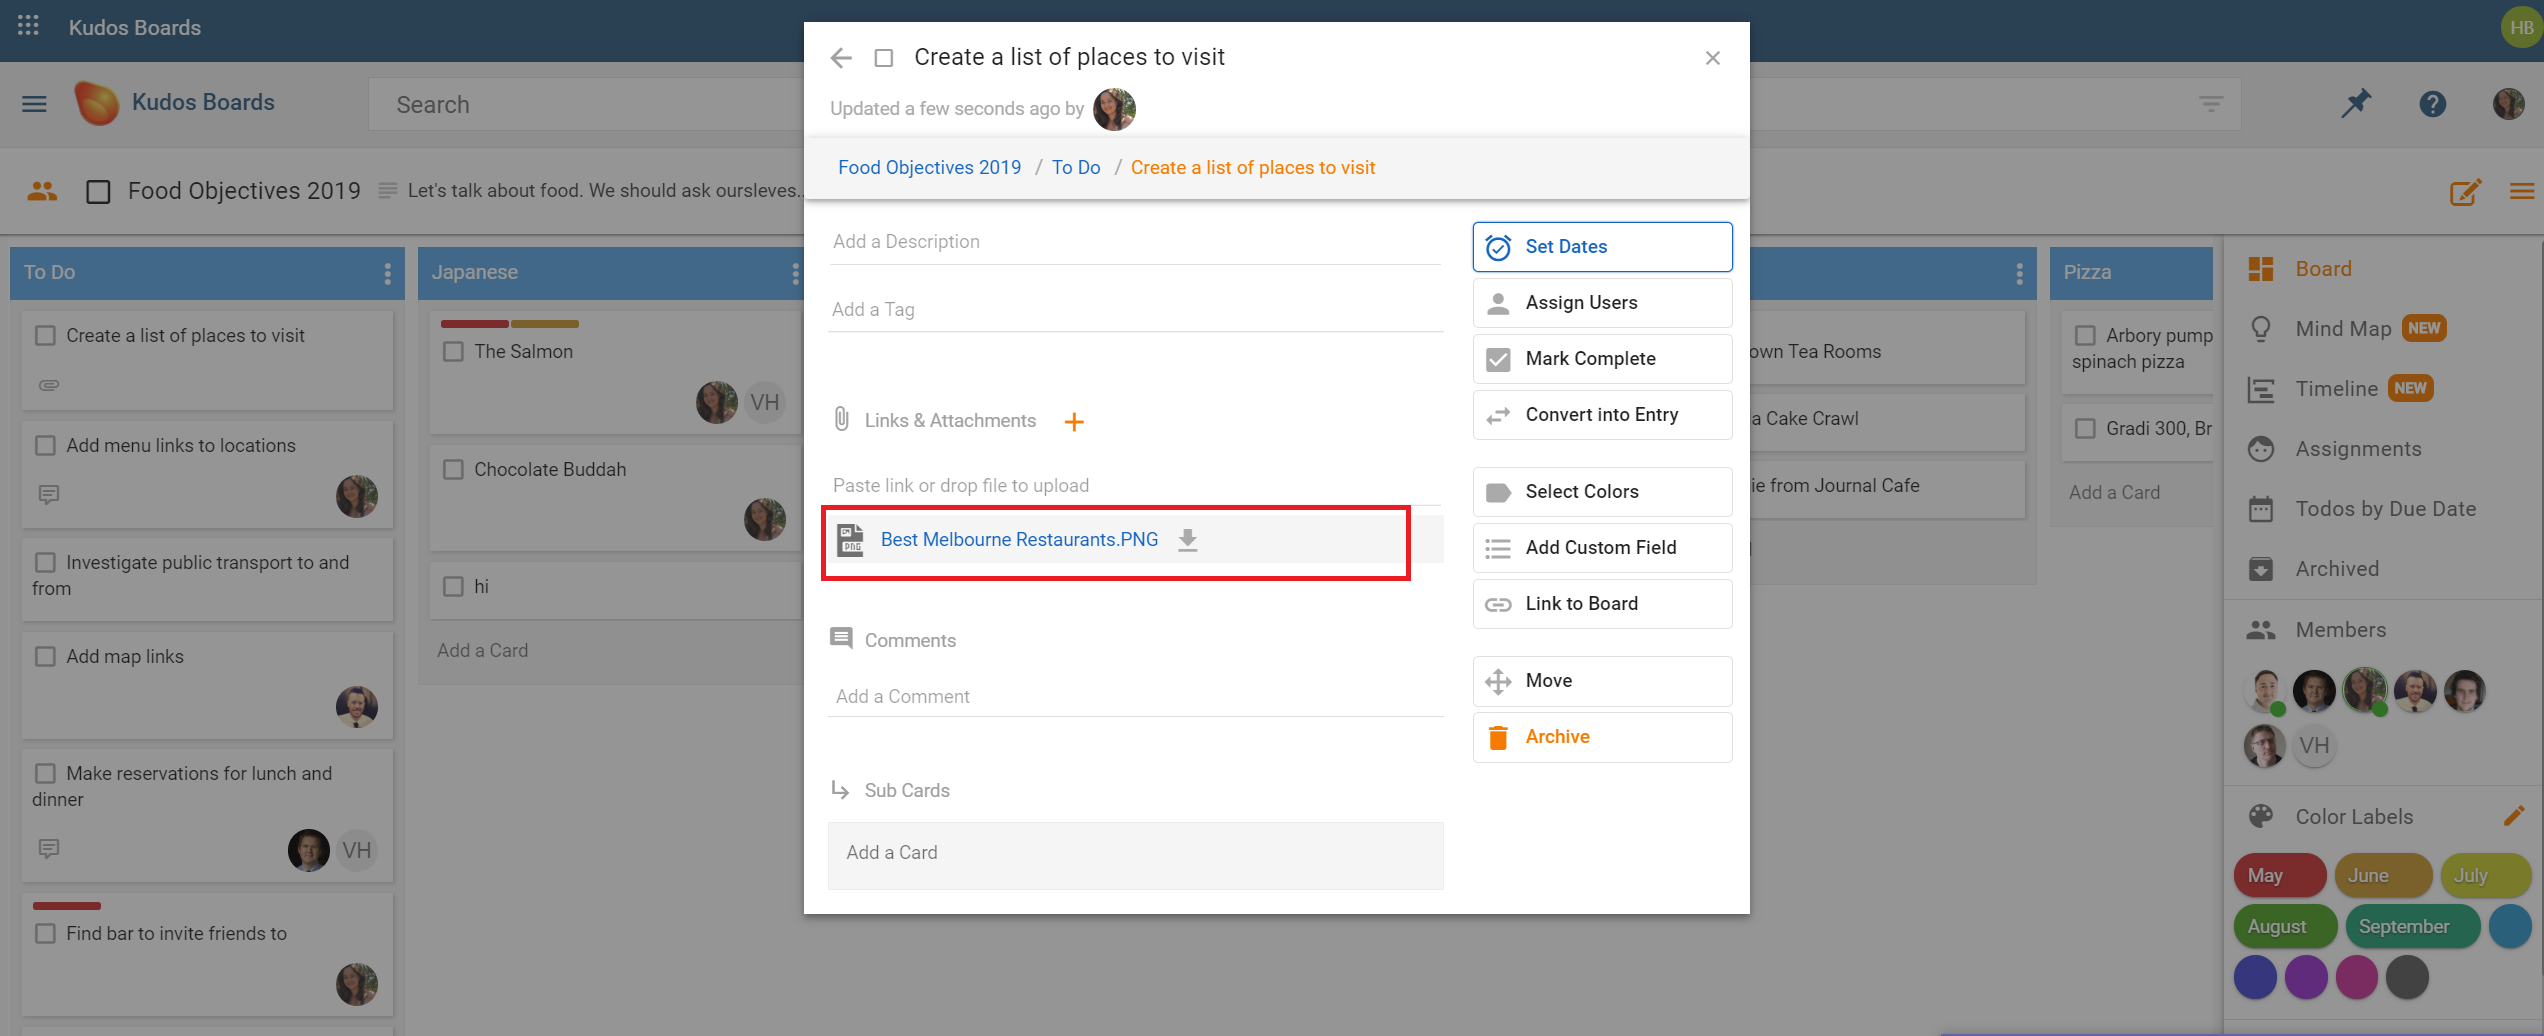 Kudos Boards
HB
Kudos Boards
Search
Food Objectives 2019
Let's talk about food. We should ask oursleves...
To Do
Create a list of places to visit
Add menu links to locations
Investigate public transport to and
from
Add map links
Make reservations for lunch and
dinner
VH
Find bar to invite friends to
Japanese
The Salmon
VH
Chocolate Buddah
hi
Add a Card
Create a list of places to visit
Updated a few seconds ago by
Food Objectives 2019 / To Do / Create a list of places to visit
Add a Description
Add a Tag
Links & Attachments
Paste link or drop file to upload
PNG
Best Melbourne Restaurants.PNG
Comments
Add a Comment
Sub Cards
Add a Card
Set Dates
Assign Users
Mark Complete
Convert into Entry
Select Colors
Add Custom Field
Link to Board
Move
Archive
own Tea Rooms
a Cake Crawl
ie from Journal Cafe
Pizza
Arbory pump
spinach pizza
Gradi 300, Br
Add a Card
Board
Mind Map NEW
Timeline NEW
Assignments
Todos by Due Date
Archived
Members
VH
Color Labels
May June July
August September